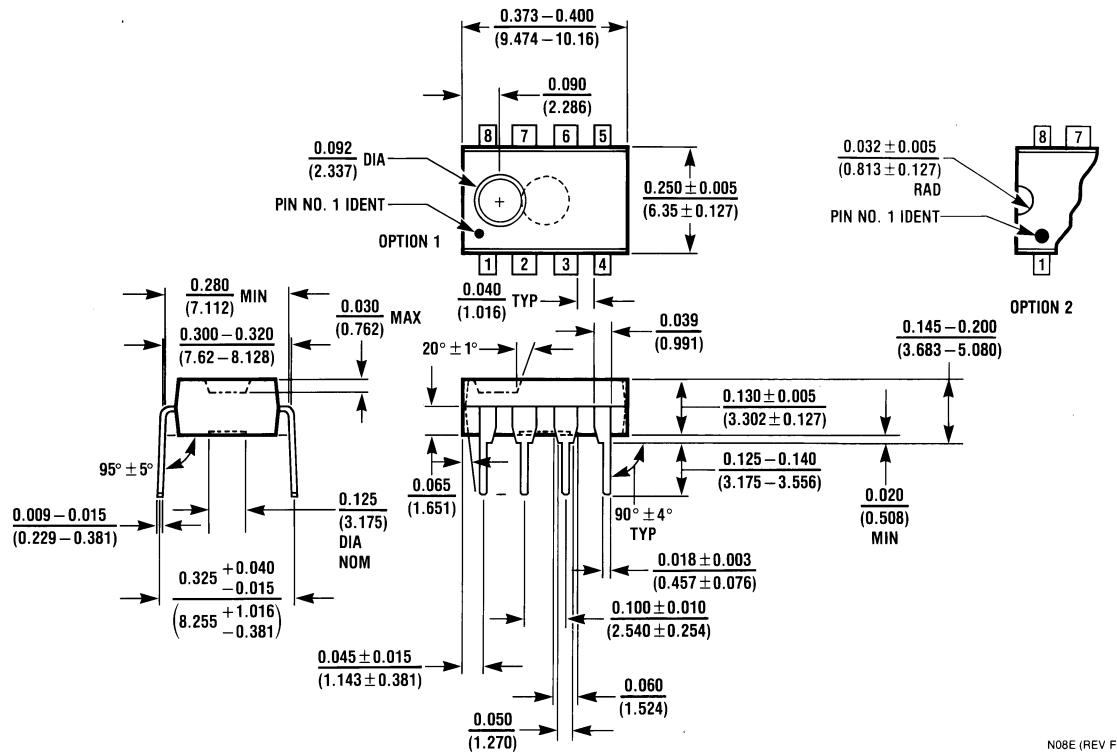 0.373 – 0.400
(9.474 – 10.16)
0.090
(2.286)
8 7 6 5
0.092 DIA
(2.337)
PIN NO. 1 IDENT
OPTION 1
0.250 ± 0.005
(6.35 ± 0.127)
1 2 3 4
8 7
0.032 ± 0.005
(0.813 ± 0.127)
RAD
PIN NO. 1 IDENT
1
OPTION 2
0.280 MIN
(7.112)
0.300 – 0.320
(7.62 – 8.128)
0.030 MAX
(0.762)
0.040 TYP
(1.016)
0.039
(0.991)
20° ± 1°
0.145 – 0.200
(3.683 – 5.080)
0.130 ± 0.005
(3.302 ± 0.127)
0.125 – 0.140
(3.175 – 3.556)
0.020
(0.508)
MIN
95° ± 5°
0.065
(1.651)
90° ± 4°
TYP
0.009 – 0.015
(0.229 – 0.381)
0.125
(3.175)
DIA
NOM
0.325 +0.040
–0.015
(8.255 +1.016
–0.381)
0.018 ± 0.003
(0.457 ± 0.076)
0.100 ± 0.010
(2.540 ± 0.254)
0.045 ± 0.015
(1.143 ± 0.381)
0.060
(1.524)
0.050
(1.270)
N08E (REV F